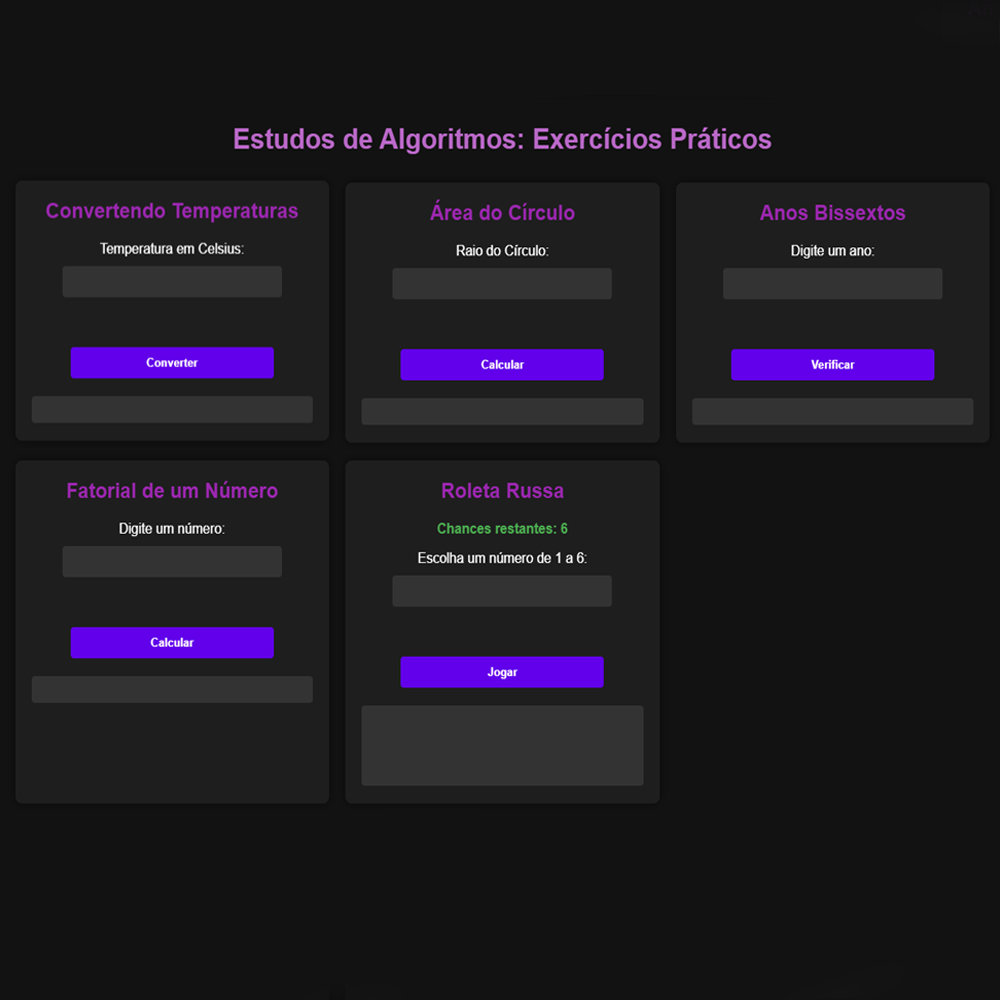 Estudos de Algoritmos: Exercícios Práticos
Convertendo Temperaturas
Temperatura em Celsius:
Converter
Área do Círculo
Raio do Círculo:
Calcular
Anos Bissextos
Digite um ano:
Verificar
Fatorial de um Número
Digite um número:
Calcular
Roleta Russa
Chances restantes: 6
Escolha um número de 1 a 6:
Jogar